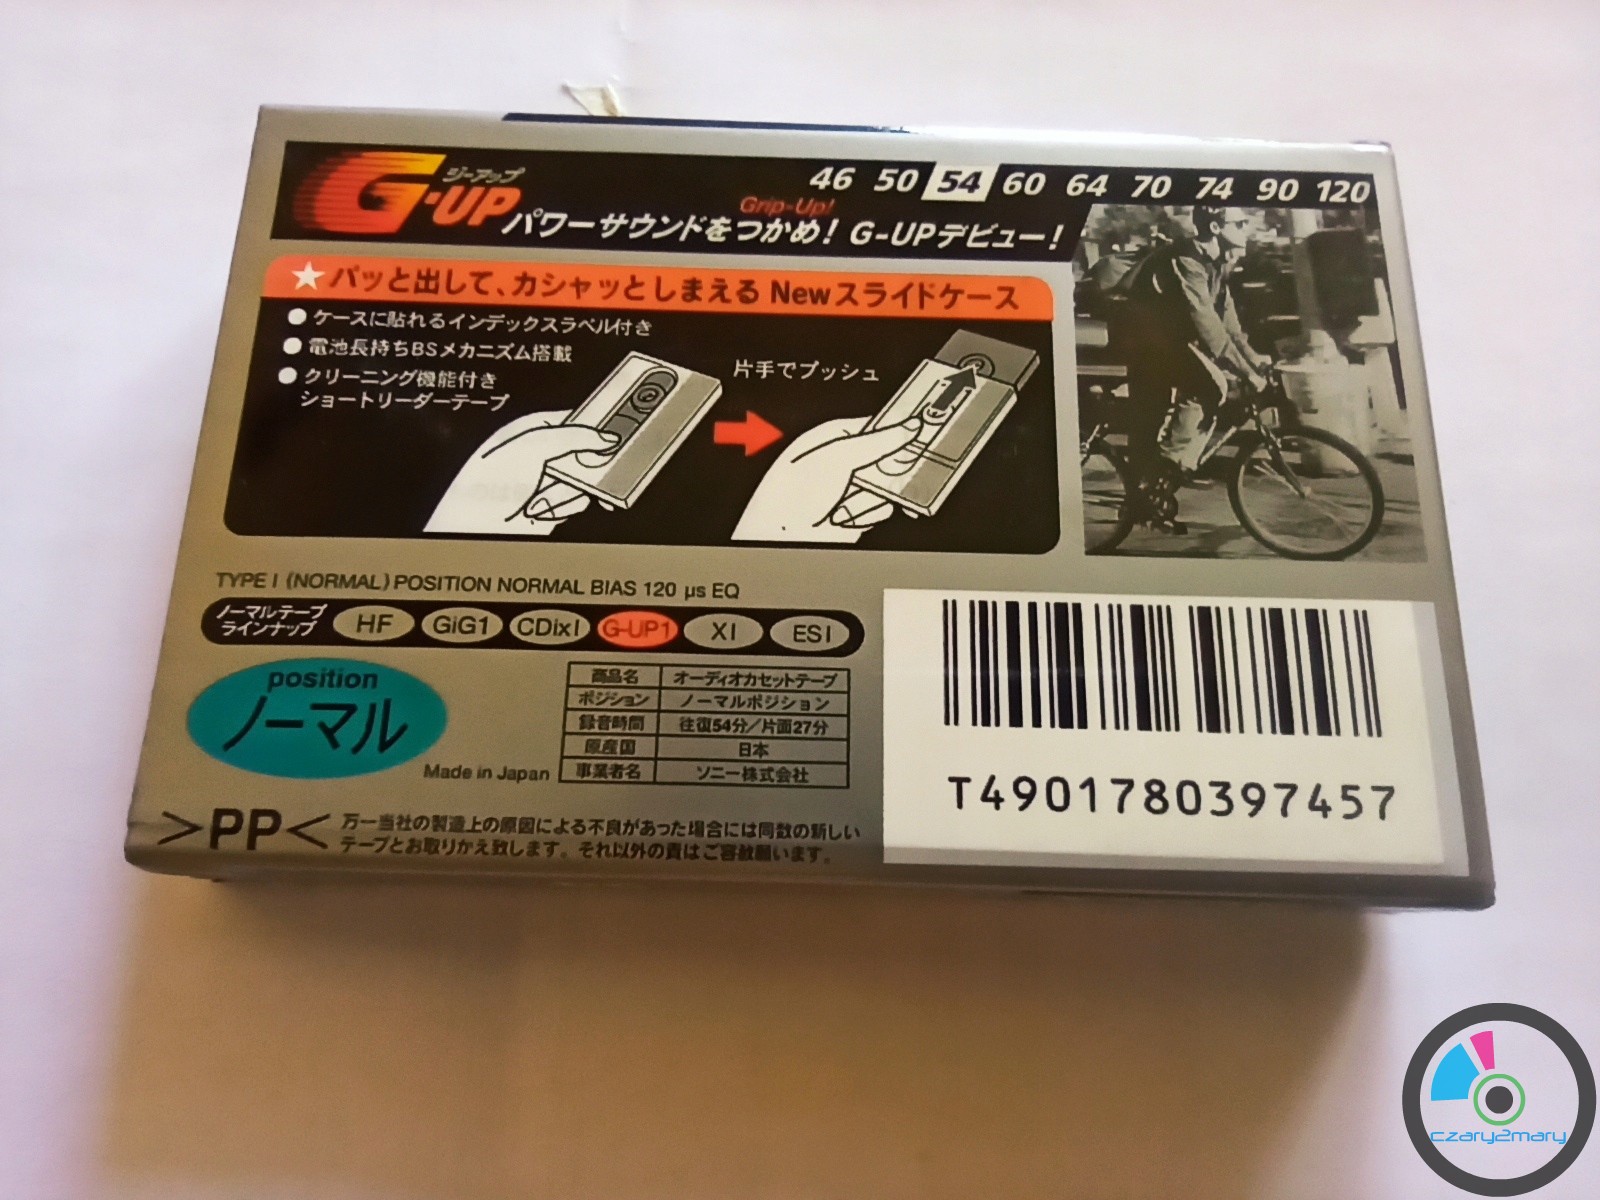 G-UP
ジーアップ
46 50 54 60 64 70 74 90 120
Grip-Up!
パワーサウンドをつかめ! G-UPデビュー!
★パッと出して、カシャッとしまえる Newスライドケース
●ケースに貼れるインデックスラベル付き
●電池長持ちBSメカニズム搭載
●クリーニング機能付き
ショートリーダーテープ
片手でプッシュ
TYPE I (NORMAL) POSITION NORMAL BIAS 120 μs EQ
ノーマルテープ
ラインナップ
HF GiG1 CDixI G-UP1 XI ESI
position
ノーマル
Made in Japan
商品名 オーディオカセットテープ
ポジション ノーマルポジション
録音時間 往復54分/片面27分
原産国 日本
事業者名 ソニー株式会社
>PP<
万一当社の製造上の原因による不良があった場合には同数の新しい
テープとお取りかえ致します。それ以外の責はご容赦願います。
T4901780397457
czary2mary